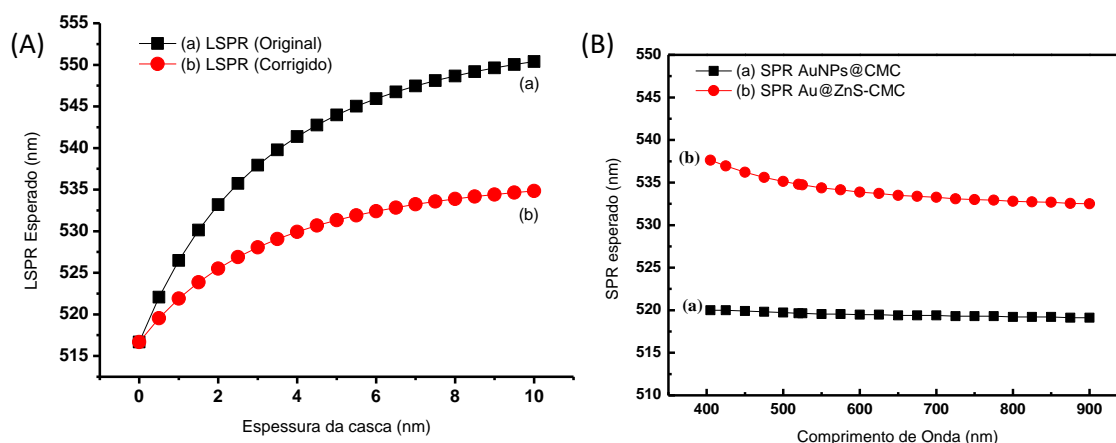 (A)
(a) LSPR (Original)
(b) LSPR (Corrigido)
LSPR Esperado (nm)
555
550
545
540
535
530
525
520
515
(a)
(b)
0
2
4
6
8
10
Espessura da casca (nm)
(B)
(a) SPR AuNPs@CMC
(b) SPR Au@ZnS-CMC
SPR esperado (nm)
550
545
540
535
530
525
520
515
510
(b)
(a)
400
500
600
700
800
900
Comprimento de Onda (nm)